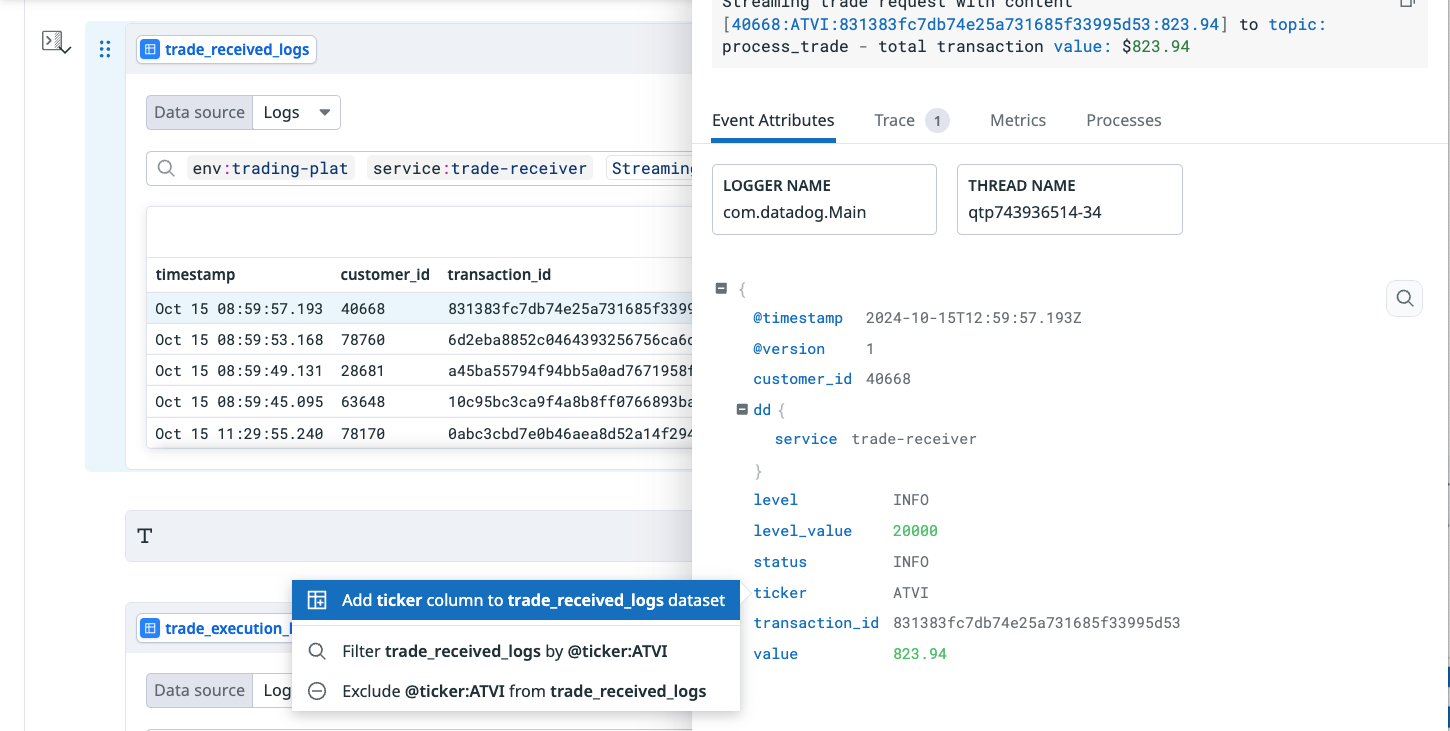 Streaming trade request with content
[40668:ATVI:831383fc7db74e25a731685f33995d53:823.94] to topic:
process_trade - total transaction value: $823.94
trade_received_logs
Data source Logs
env:trading-plat service:trade-receiver Streaming
timestamp customer_id transaction_id
Oct 15 08:59:57.193 40668 831383fc7db74e25a731685f3399
Oct 15 08:59:53.168 78760 6d2eba8852c0464393256756ca6c
Oct 15 08:59:49.131 28681 a45ba55794f94bb5a0ad7671958f
Oct 15 08:59:45.095 63648 10c95bc3ca9f4a8b8ff0766893ba
Oct 15 11:29:55.240 78170 0abc3cbd7e0b46aea8d52a14f294
T
trade_execution_l
Data source Log
Add ticker column to trade_received_logs dataset
Filter trade_received_logs by @ticker:ATVI
Exclude @ticker:ATVI from trade_received_logs
Event Attributes Trace 1 Metrics Processes
LOGGER NAME
com.datadog.Main
THREAD NAME
qtp743936514-34
{
@timestamp 2024-10-15T12:59:57.193Z
@version 1
customer_id 40668
dd {
service trade-receiver
}
level INFO
level_value 20000
status INFO
ticker ATVI
transaction_id 831383fc7db74e25a731685f33995d53
value 823.94